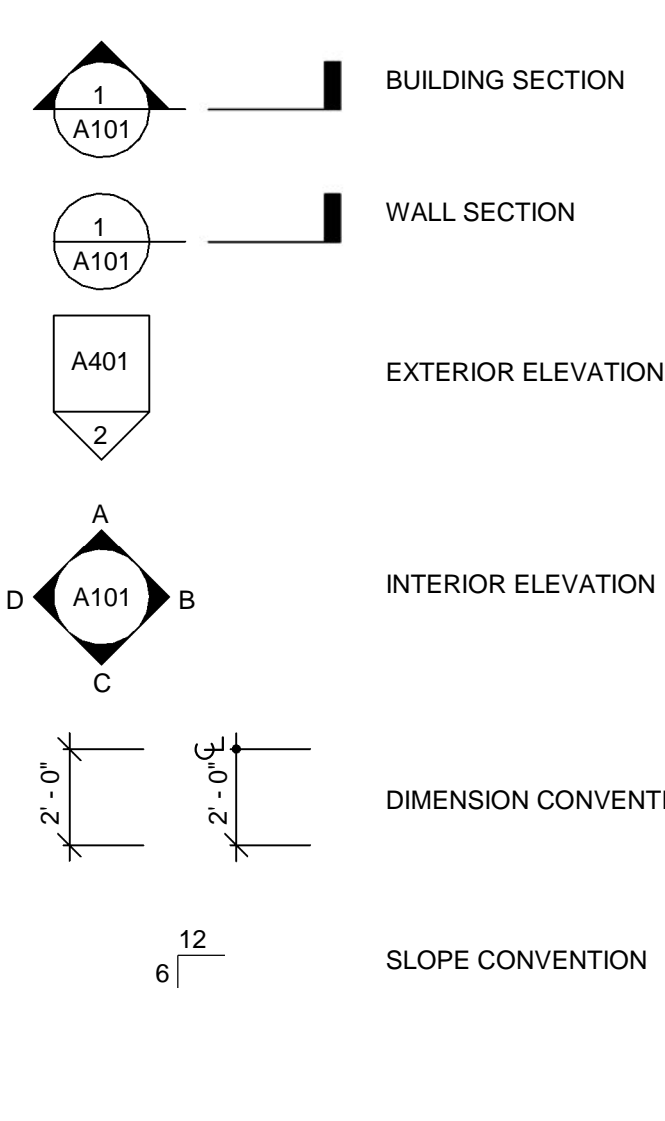 1
A101
BUILDING SECTION
1
A101
WALL SECTION
A401
2
EXTERIOR ELEVATION
A
D
A101
B
C
INTERIOR ELEVATION
2' - 0"
CL
2' - 0"
DIMENSION CONVENTI
12
6
SLOPE CONVENTION